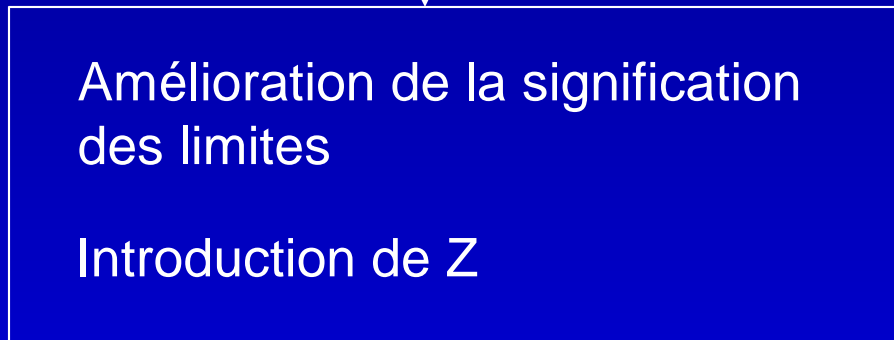 Amélioration de la signification
des limites
Introduction de Z